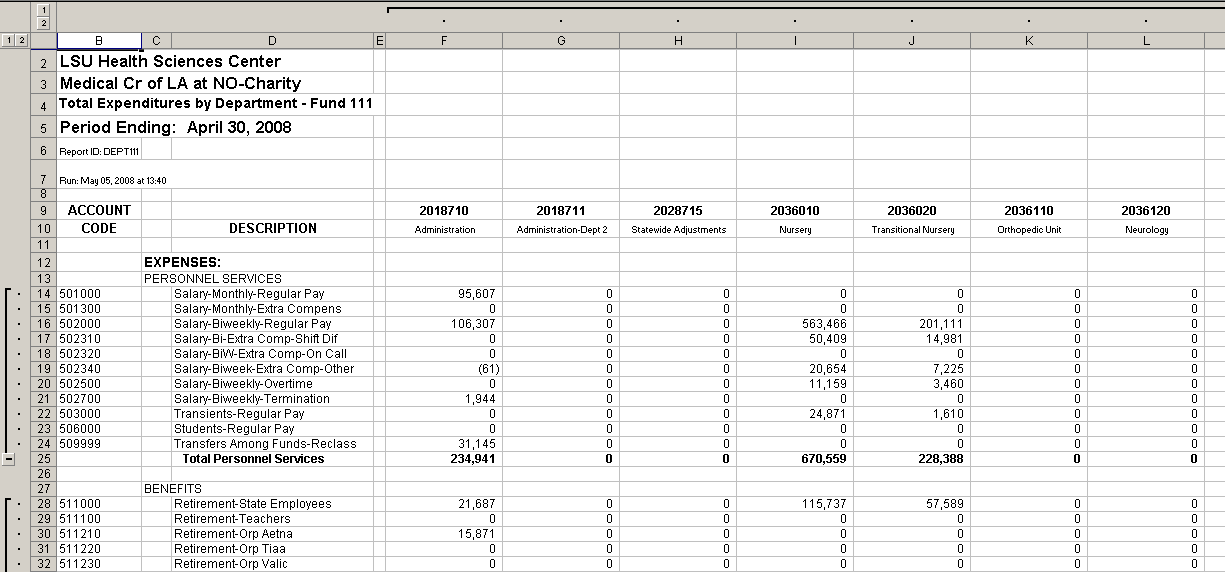 1
2
1 2 B C D E F G H I J K L
2 LSU Health Sciences Center
3 Medical Cr of LA at NO-Charity
4 Total Expenditures by Department - Fund 111
5 Period Ending: April 30, 2008
6 Report ID: DEPT111
7 Run: May 05, 2008 at 13:40
8
9 ACCOUNT 2018710 2018711 2028715 2036010 2036020 2036110 2036120
10 CODE DESCRIPTION Administration Administration-Dept 2 Statewide Adjustments Nursery Transitional Nursery Orthopedic Unit Neurology
11
12 EXPENSES:
13 PERSONNEL SERVICES
14 501000 Salary-Monthly-Regular Pay 95,607 0 0 0 0 0 0
15 501300 Salary-Monthly-Extra Compens 0 0 0 0 0 0 0
16 502000 Salary-Biweekly-Regular Pay 106,307 0 0 563,466 201,111 0 0
17 502310 Salary-Bi-Extra Comp-Shift Dif 0 0 0 50,409 14,981 0 0
18 502320 Salary-BiW-Extra Comp-On Call 0 0 0 0 0 0 0
19 502340 Salary-Biweek-Extra Comp-Other (61) 0 0 20,654 7,225 0 0
20 502500 Salary-Biweekly-Overtime 0 0 0 11,159 3,460 0 0
21 502700 Salary-Biweekly-Termination 1,944 0 0 0 0 0 0
22 503000 Transients-Regular Pay 0 0 0 24,871 1,610 0 0
23 506000 Students-Regular Pay 0 0 0 0 0 0 0
24 509999 Transfers Among Funds-Reclass 31,145 0 0 0 0 0 0
25 Total Personnel Services 234,941 0 0 670,559 228,388 0 0
26
27 BENEFITS
28 511000 Retirement-State Employees 21,687 0 0 115,737 57,589 0 0
29 511100 Retirement-Teachers 0 0 0 0 0 0 0
30 511210 Retirement-Orp Aetna 15,871 0 0 0 0 0 0
31 511220 Retirement-Orp Tiaa 0 0 0 0 0 0 0
32 511230 Retirement-Orp Valic 0 0 0 0 0 0 0